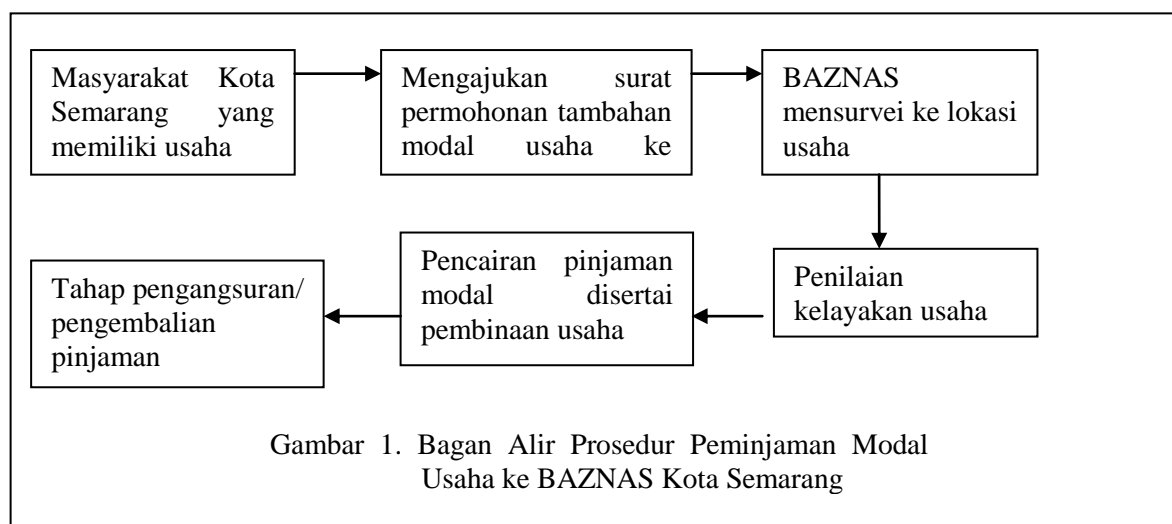 Masyarakat Kota
Semarang yang
memiliki usaha
Mengajukan surat
permohonan tambahan
modal usaha ke
BAZNAS
mensurvei ke lokasi
usaha
Penilaian
kelayakan usaha
Pencairan pinjaman
modal disertai
pembinaan usaha
Tahap pengangsuran/
pengembalian
pinjaman
Gambar 1. Bagan Alir Prosedur Peminjaman Modal
Usaha ke BAZNAS Kota Semarang